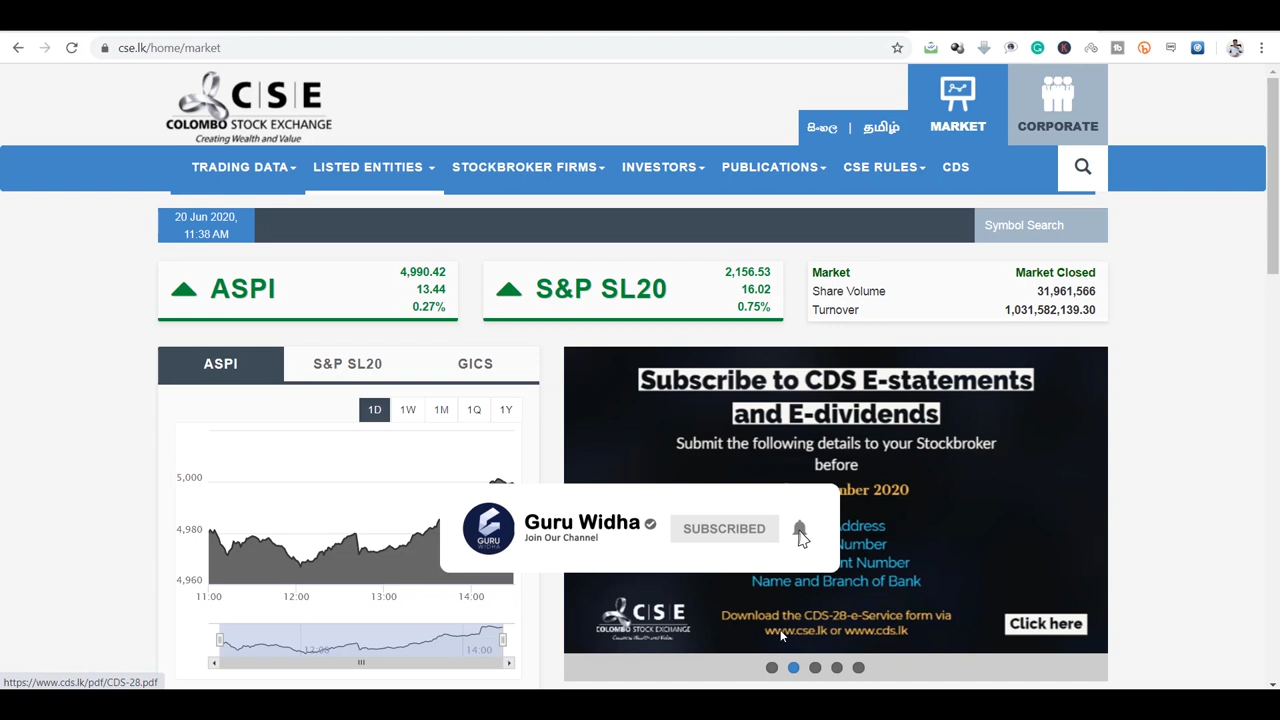 cse.lk/home/market
CSE
COLOMBO STOCK EXCHANGE
Creating Wealth and Value
සිංහල | தமிழ்
MARKET
CORPORATE
TRADING DATA
LISTED ENTITIES
STOCKBROKER FIRMS
INVESTORS
PUBLICATIONS
CSE RULES
CDS
20 Jun 2020,
11:38 AM
Symbol Search
ASPI
4,990.42
13.44
0.27%
S&P SL20
2,156.53
16.02
0.75%
Market Market Closed
Share Volume 31,961,566
Turnover 1,031,582,139.30
ASPI S&P SL20 GICS
1D 1W 1M 1Q 1Y
5,000
4,980
4,960
11:00 12:00 13:00 14:00
12:00 14:00
Subscribe to CDS E-statements
and E-dividends
Submit the following details to your Stockbroker
before
2020
Name and Branch of Bank
Download the CDS-28-e-Service form via
www.cse.lk or www.cds.lk
Click here
CSE
COLOMBO STOCK EXCHANGE
GURU
WIDHA
Guru Widha
Join Our Channel
SUBSCRIBED
https://www.cds.lk/pdf/CDS-28.pdf